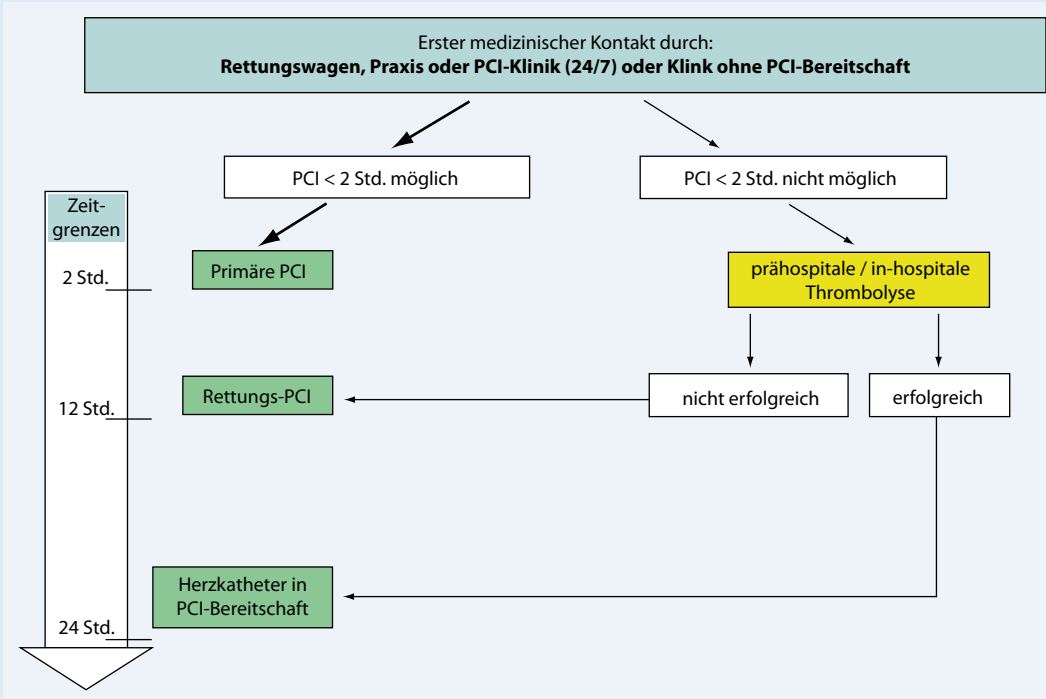 Erster medizinischer Kontakt durch:
Rettungswagen, Praxis oder PCI-Klinik (24/7) oder Klink ohne PCI-Bereitschaft
PCI < 2 Std. möglich
PCI < 2 Std. nicht möglich
Zeit-
grenzen
2 Std.
Primäre PCI
prähospitale / in-hospitale
Thrombolyse
12 Std.
Rettungs-PCI
nicht erfolgreich
erfolgreich
Herzkatheter in
PCI-Bereitschaft
24 Std.